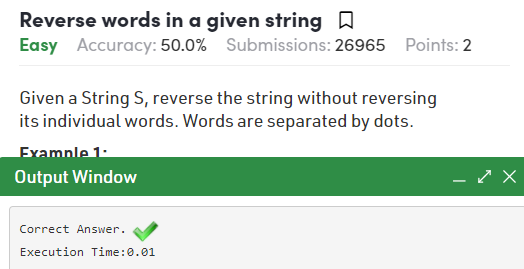 Reverse words in a given string
Easy Accuracy: 50.0% Submissions: 26965 Points: 2
Given a String S, reverse the string without reversing
its individual words. Words are separated by dots.
Example 1:
Output Window
Correct Answer.
Execution Time:0.01